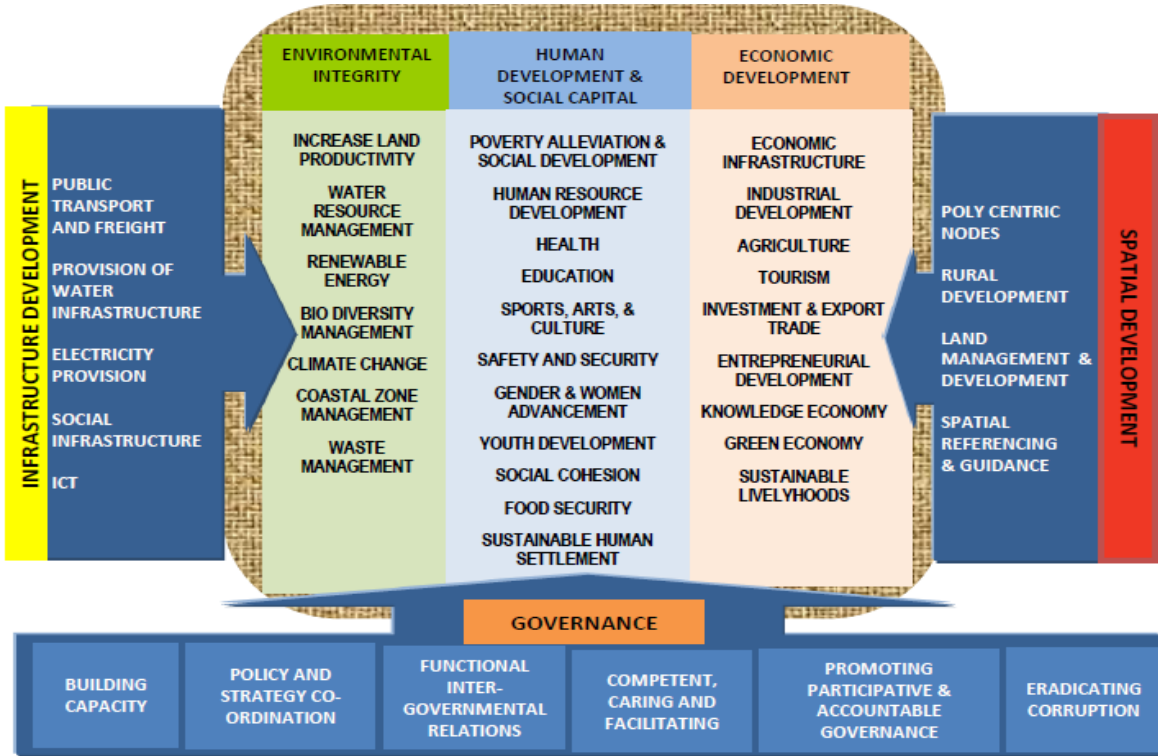 INFRASTRUCTURE DEVELOPMENT
PUBLIC
TRANSPORT
AND FREIGHT
PROVISION OF
WATER
INFRASTRUCTURE
ELECTRICITY
PROVISION
SOCIAL
INFRASTRUCTURE
ICT
ENVIRONMENTAL
INTEGRITY
INCREASE LAND
PRODUCTIVITY
WATER
RESOURCE
MANAGEMENT
RENEWABLE
ENERGY
BIO DIVERSITY
MANAGEMENT
CLIMATE CHANGE
COASTAL ZONE
MANAGEMENT
WASTE
MANAGEMENT
HUMAN
DEVELOPMENT &
SOCIAL CAPITAL
POVERTY ALLEVIATION &
SOCIAL DEVELOPMENT
HUMAN RESOURCE
DEVELOPMENT
HEALTH
EDUCATION
SPORTS, ARTS, &
CULTURE
SAFETY AND SECURITY
GENDER & WOMEN
ADVANCEMENT
YOUTH DEVELOPMENT
SOCIAL COHESION
FOOD SECURITY
SUSTAINABLE HUMAN
SETTLEMENT
ECONOMIC
DEVELOPMENT
ECONOMIC
INFRASTRUCTURE
INDUSTRIAL
DEVELOPMENT
AGRICULTURE
TOURISM
INVESTMENT & EXPORT
TRADE
ENTREPRENEURIAL
DEVELOPMENT
KNOWLEDGE ECONOMY
GREEN ECONOMY
SUSTAINABLE
LIVELYHOODS
POLY CENTRIC
NODES
RURAL
DEVELOPMENT
LAND
MANAGEMENT &
DEVELOPMENT
SPATIAL
REFERENCING
& GUIDANCE
SPATIAL DEVELOPMENT
GOVERNANCE
BUILDING
CAPACITY
POLICY AND
STRATEGY CO-
ORDINATION
FUNCTIONAL
INTER-
GOVERNMENTAL
RELATIONS
COMPETENT,
CARING AND
FACILITATING
PROMOTING
PARTICIPATIVE &
ACCOUNTABLE
GOVERNANCE
ERADICATING
CORRUPTION